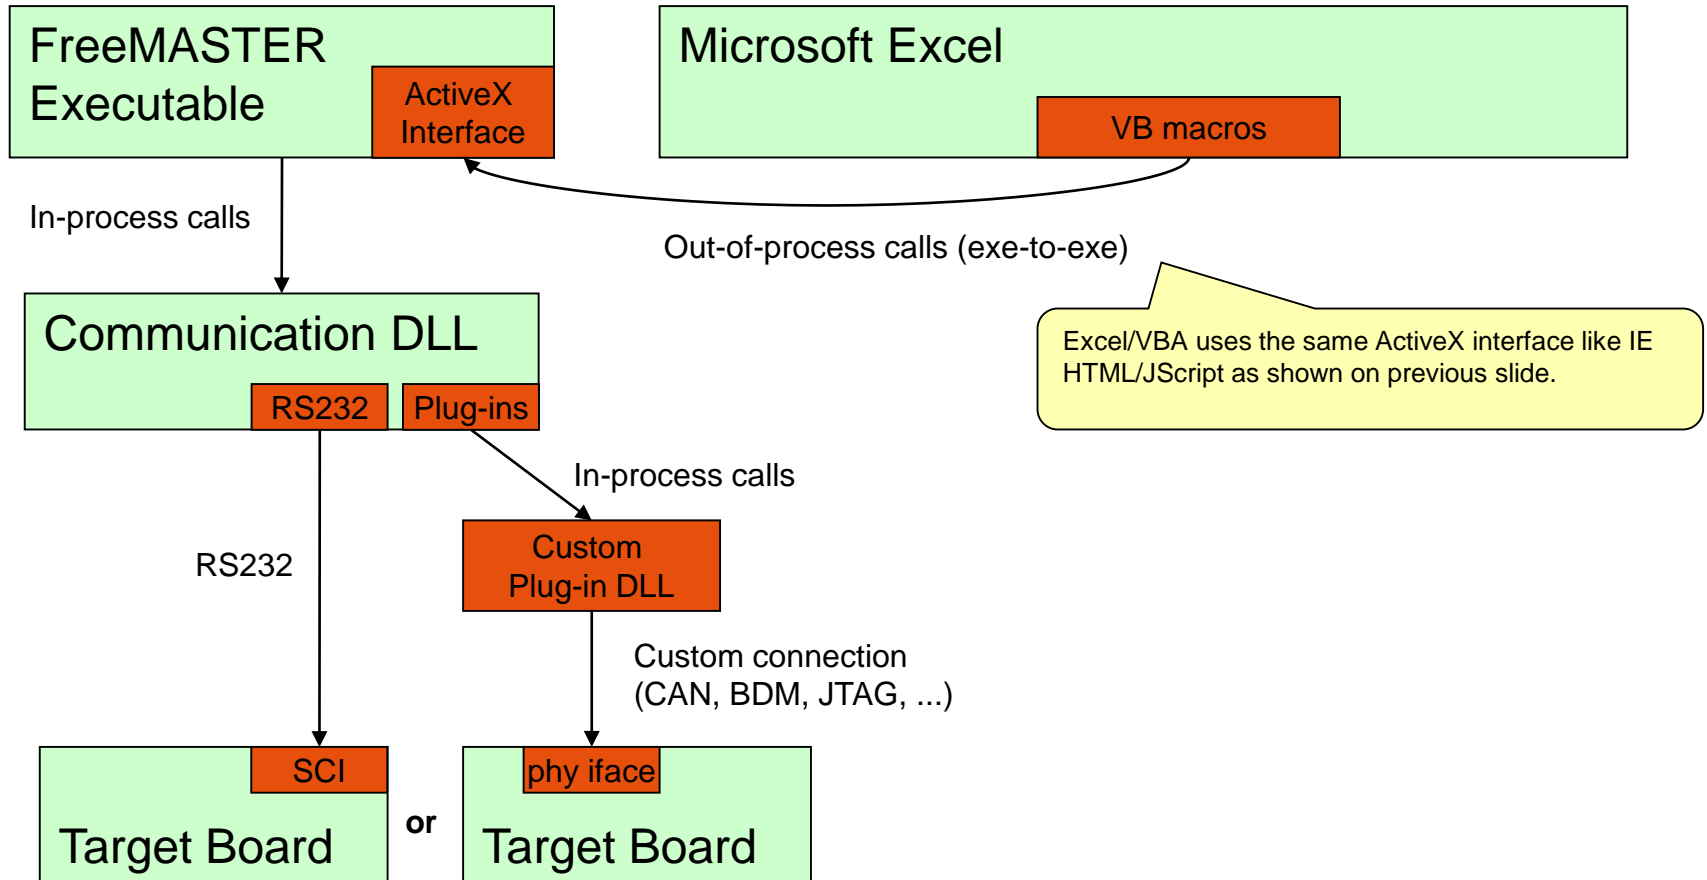 FreeMASTER
Executable
ActiveX
Interface
Microsoft Excel
VB macros
In-process calls
Out-of-process calls (exe-to-exe)
Excel/VBA uses the same ActiveX interface like IE
HTML/JScript as shown on previous slide.
Communication DLL
RS232
Plug-ins
In-process calls
RS232
Custom
Plug-in DLL
Custom connection
(CAN, BDM, JTAG, ...)
SCI
Target Board
or
phy iface
Target Board